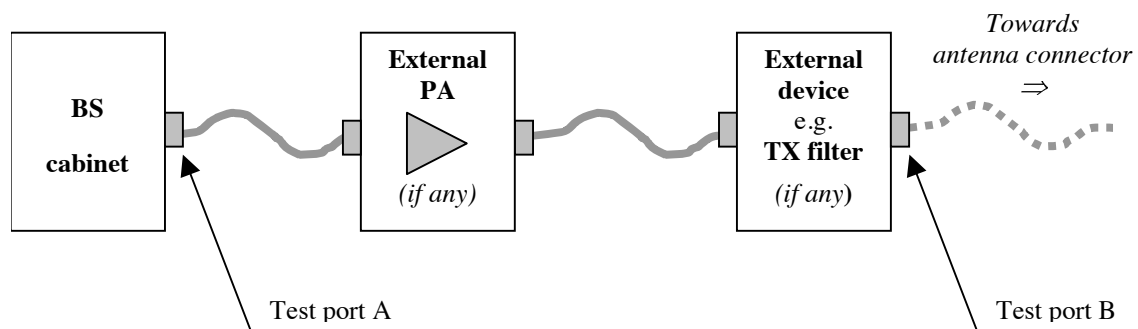 BS
cabinet
External
PA
(if any)
External
device
e.g.
TX filter
(if any)
Towards
antenna connector
⇒
Test port A
Test port B